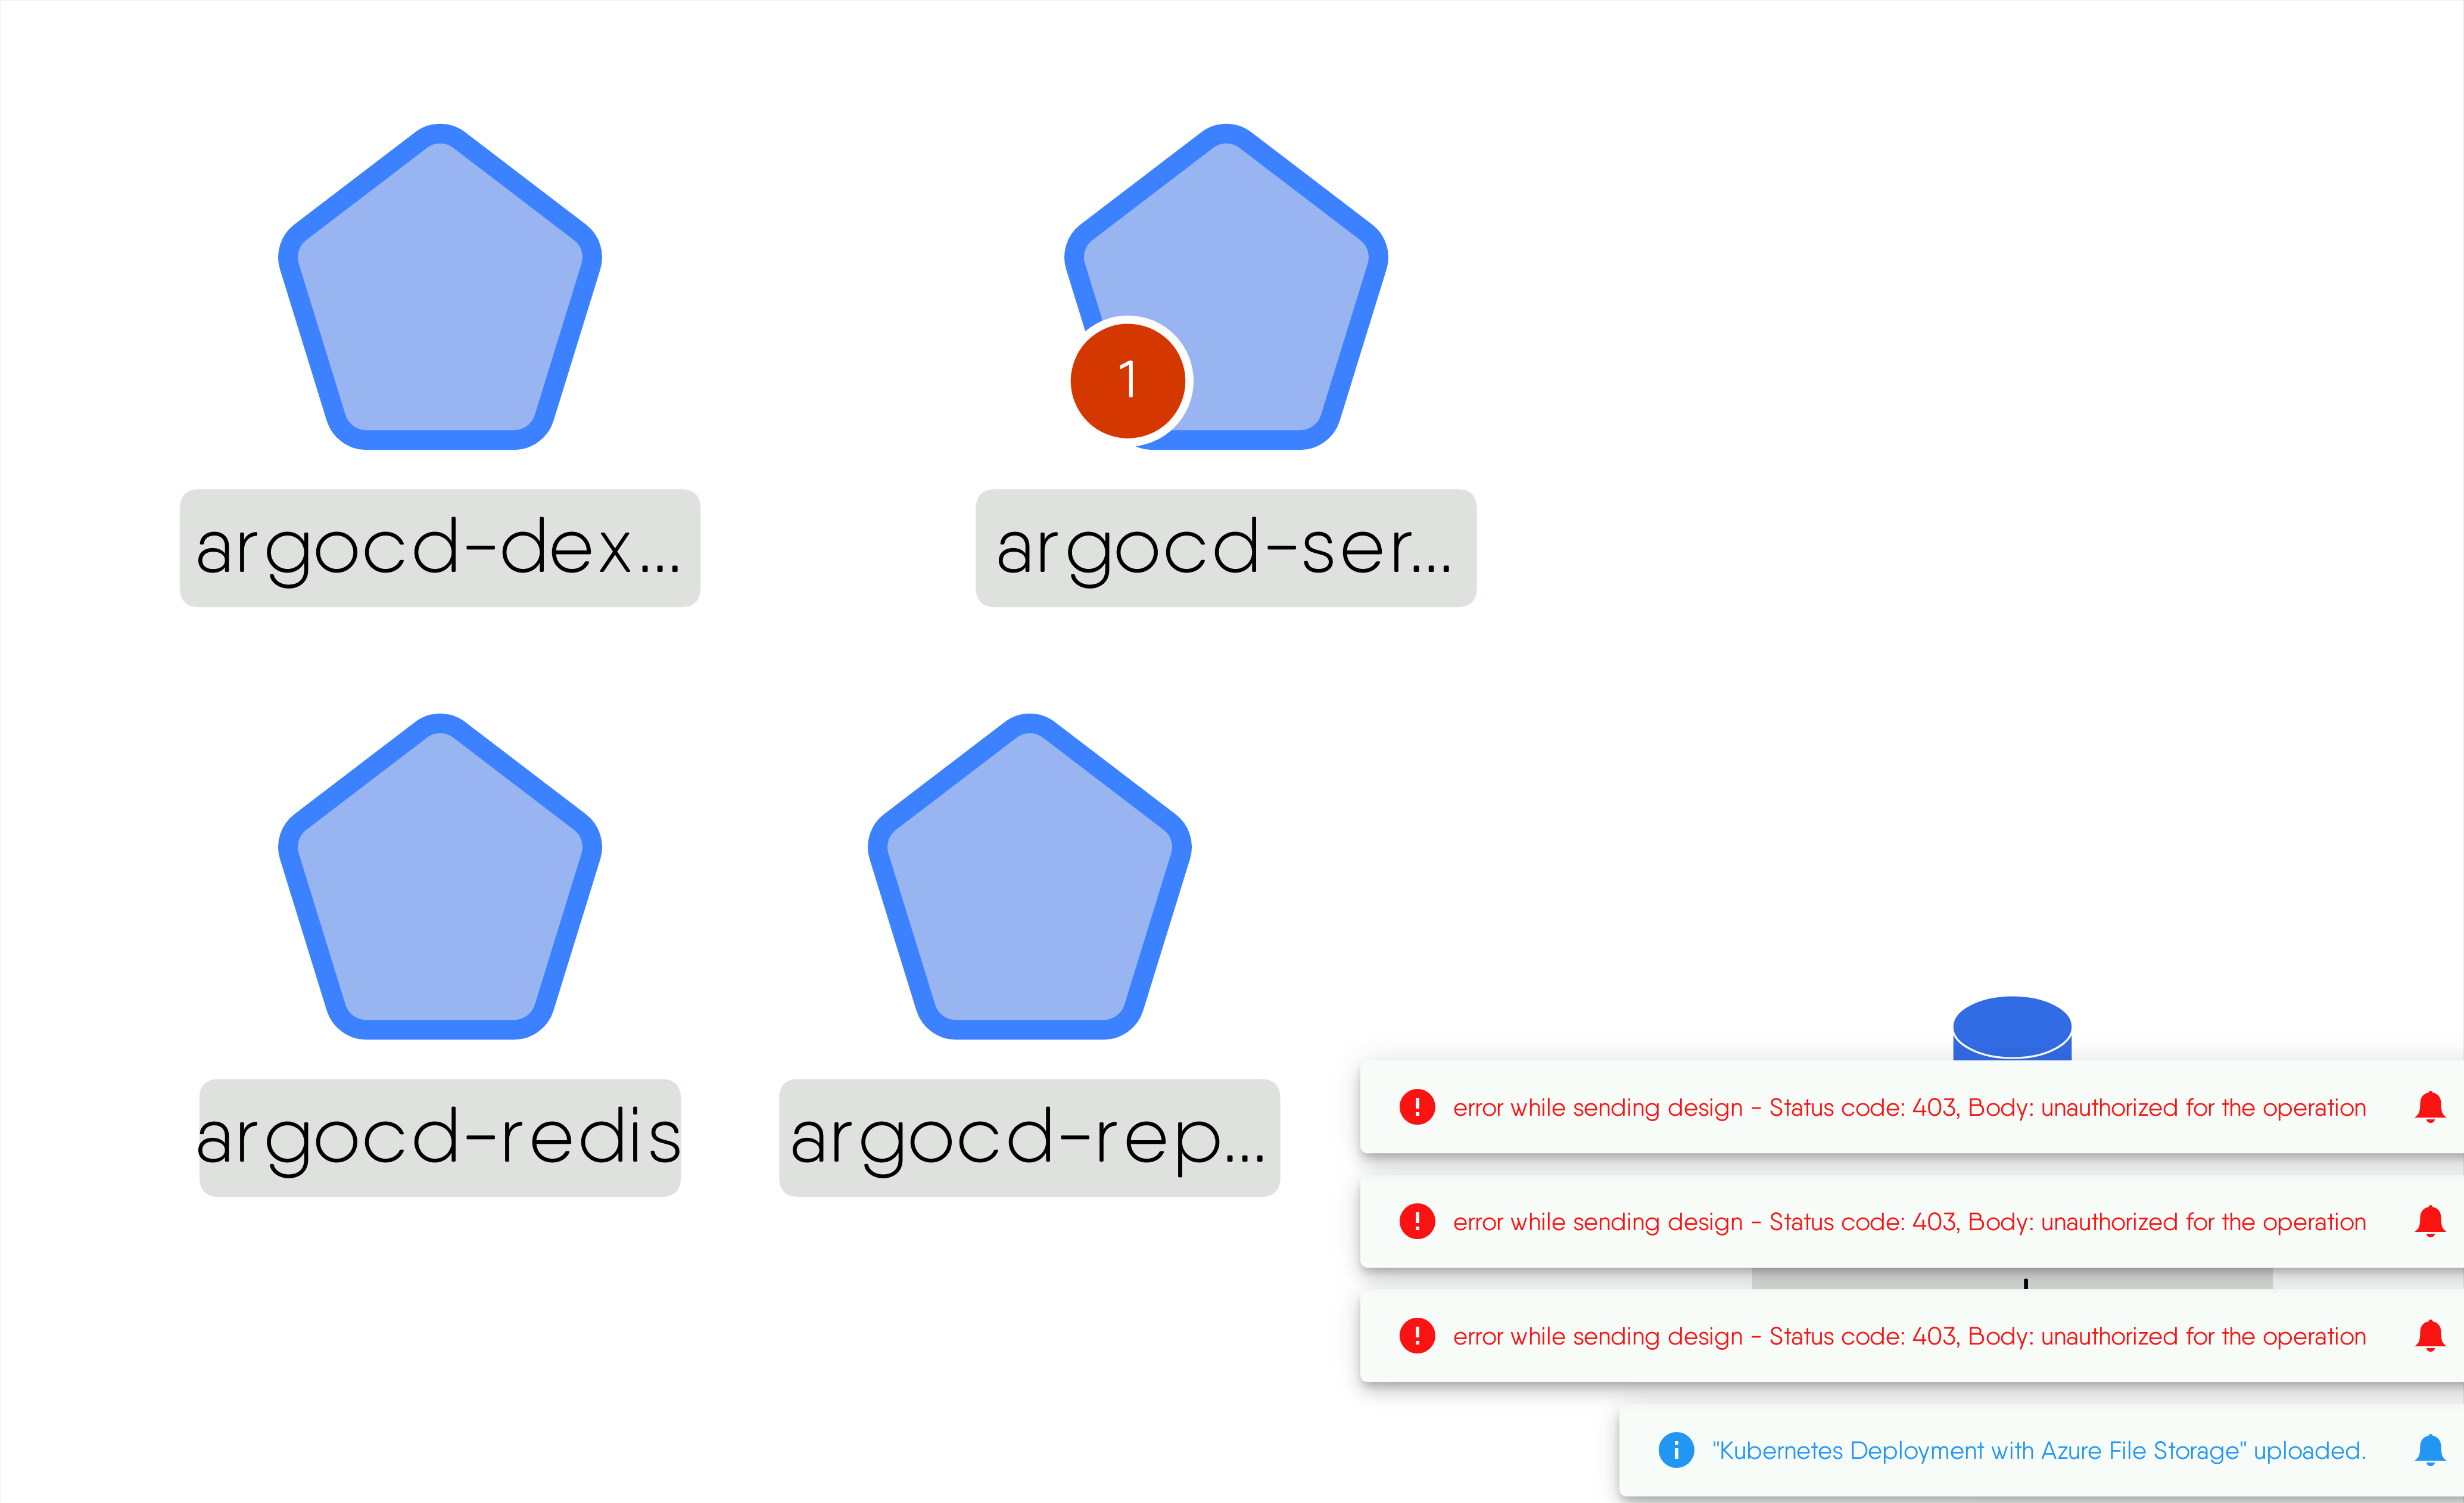 1
argocd-dex...
argocd-ser...
argocd-redis
argocd-rep...
error while sending design - Status code: 403, Body: unauthorized for the operation
error while sending design - Status code: 403, Body: unauthorized for the operation
error while sending design - Status code: 403, Body: unauthorized for the operation
"Kubernetes Deployment with Azure File Storage" uploaded.